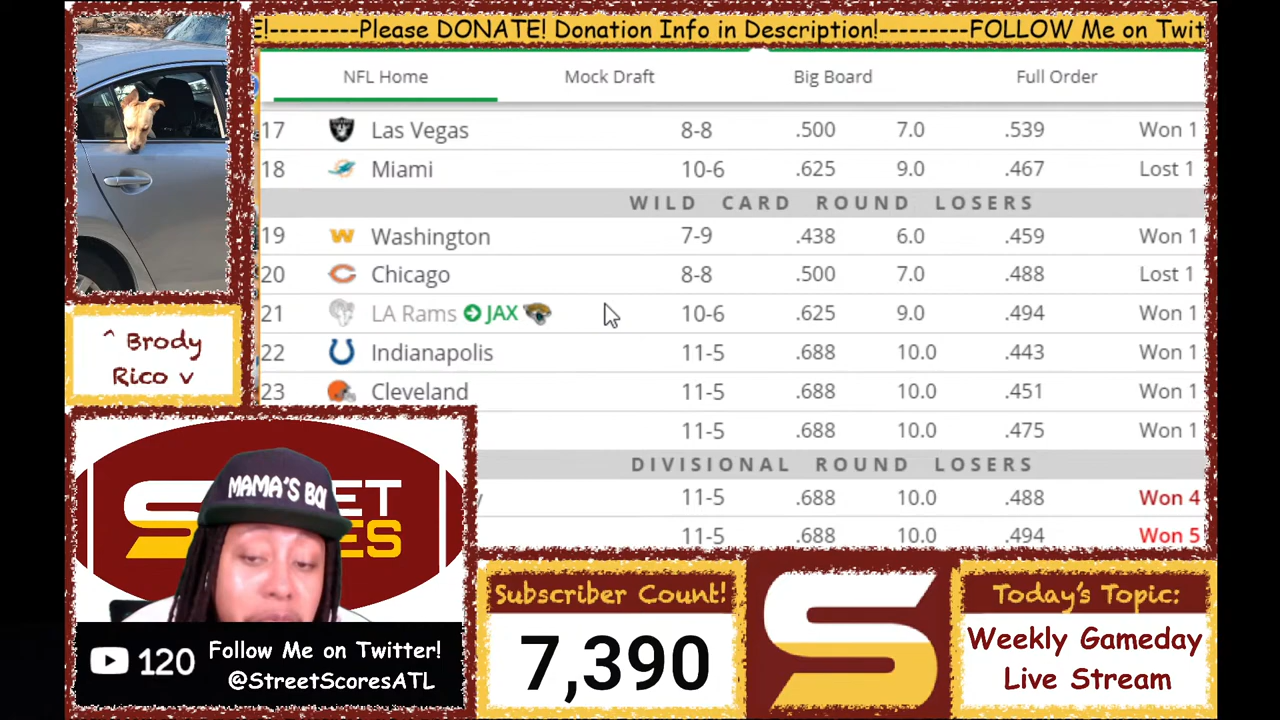 E!---------Please DONATE! Donation Info in Description!---------FOLLOW Me on Twit
NFL Home Mock Draft Big Board Full Order
17 Las Vegas 8-8 .500 7.0 .539 Won 1
18 Miami 10-6 .625 9.0 .467 Lost 1
WILD CARD ROUND LOSERS
19 Washington 7-9 .438 6.0 .459 Won 1
20 Chicago 8-8 .500 7.0 .488 Lost 1
21 LA Rams JAX 10-6 .625 9.0 .494 Won 1
22 Indianapolis 11-5 .688 10.0 .443 Won 1
23 Cleveland 11-5 .688 10.0 .451 Won 1
11-5 .688 10.0 .475 Won 1
DIVISIONAL ROUND LOSERS
11-5 .688 10.0 .488 Won 4
11-5 .688 10.0 .494 Won 5
^ Brody
Rico v
MAMA'S BO
120 Follow Me on Twitter!
@StreetScoresATL
Subscriber Count!
7,390
Today's Topic:
Weekly Gameday
Live Stream